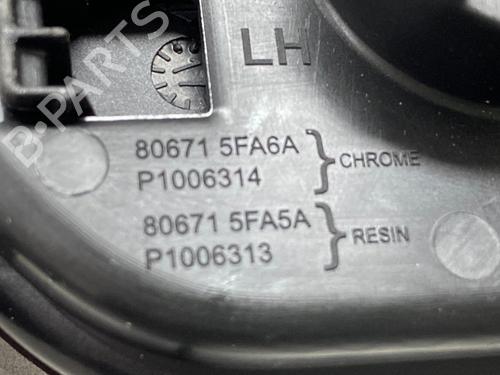 LH
80671 5FA6A
P1006314
CHROME
80671 5FA5A
P1006313
RESIN
B-PARTS